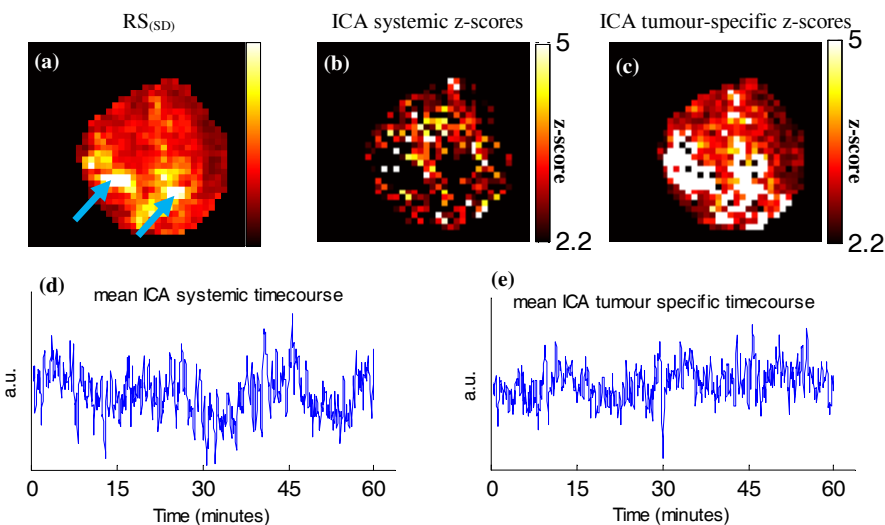 RS(SD)
ICA systemic z-scores
ICA tumour-specific z-scores
(a)
(b)
5
z-score
2.2
(c)
5
z-score
2.2
(d)
mean ICA systemic timecourse
a.u.
0 15 30 45 60
Time (minutes)
(e)
mean ICA tumour specific timecourse
a.u.
0 15 30 45 60
Time (minutes)